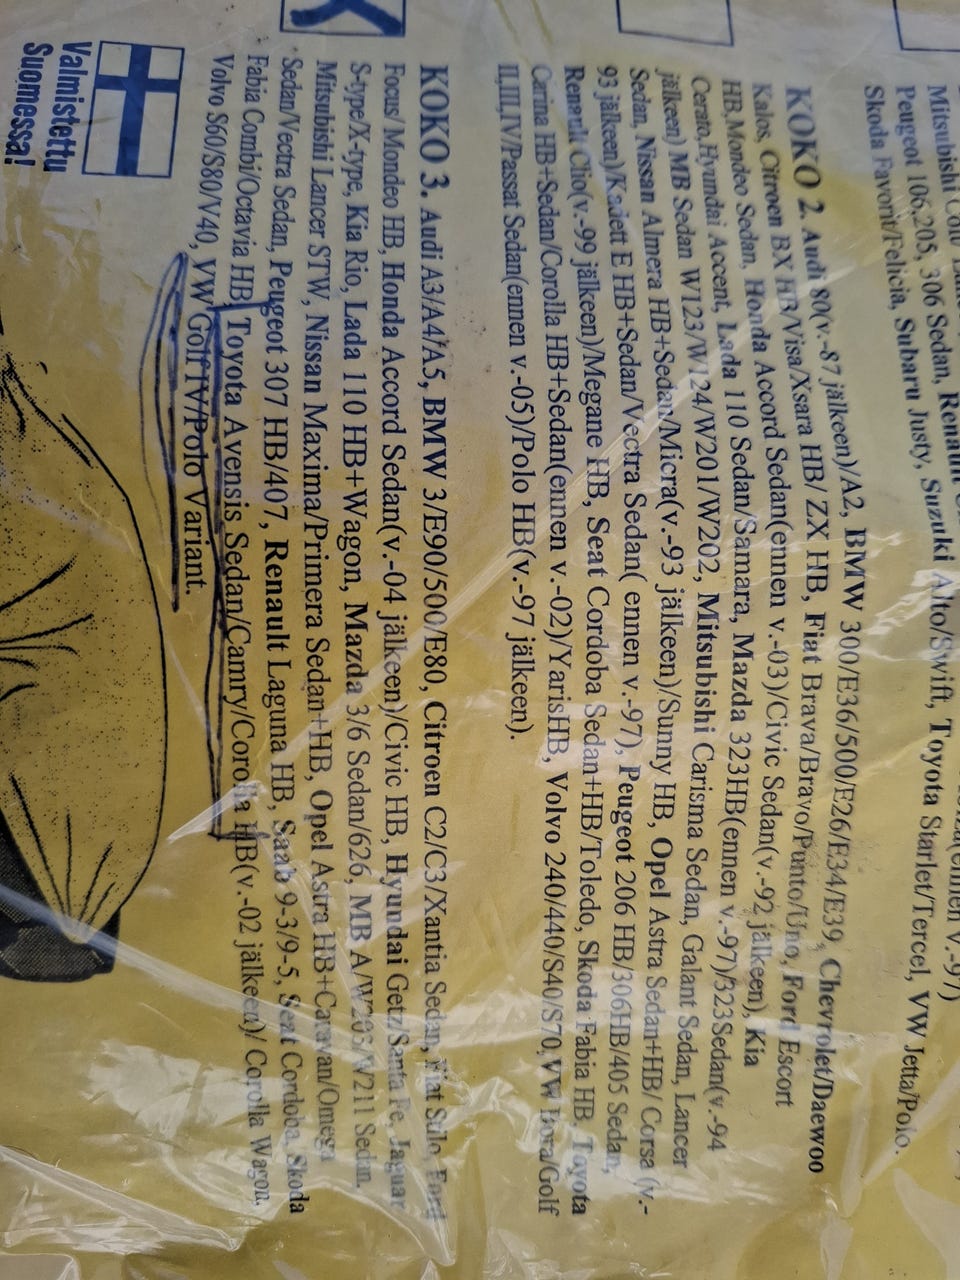 Mitsubishi Colt
Peugeot 106,205, 306 Sedan, Renault
Skoda Favorit/Felicia, Subaru Justy, Suzuki Alto/Swift, Toyota Starlet/Tercel, VW Jetta/Polo.
KOKO 2. Audi 80(v.-87 jälkeen)/A2, BMW 300/E36/500/E26/E34/E39, Chevrolet/Daewoo
Kalos, Citroen BX HB/Visa/Xsara HB/ ZX HB, Fiat Brava/Bravo/Punto/Uno, Ford Escort
HB,Mondeo Sedan, Honda Accord Sedan(ennen v.-03)/Civic Sedan(v.-92 jälkeen), Kia
Hyundai Accent, Lada 110 Sedan/Samara, Mazda 323HB(ennen v.-97)/323Sedan(v.-94
jälkeen) MB Sedan W123/W124/W201/W202, Mitsubishi Carisma Sedan, Galant Sedan, Lancer
Sedan, Nissan Almera HB+Sedan/Micra(v.-93 jälkeen)/Sunny HB, Opel Astra Sedan+HB/ Corsa (v.-
93 jälkeen)/Kadett E HB+Sedan/Vectra Sedan( ennen v.-97), Peugeot 206 HB/306HB/405 Sedan,
Renault Clio(v.-99 jälkeen)/Megane HB, Seat Cordoba Sedan+HB/Toledo, Skoda Fabia HB, Toyota
Carina HB+Sedan/Corolla HB+Sedan(ennen v.-02)/YarisHB, Volvo 240/440/S40/S70,VW Bora/Golf
II,III,IV/Passat Sedan(ennen v.-05)/Polo HB(v.-97 jälkeen).
KOKO 3. Audi A3/A4/A5, BMW 3/E90/500/E80, Citroen C2/C3/Xantia Sedan, Fiat Stilo, Ford
Focus/ Mondeo HB, Honda Accord Sedan(v.-04 jälkeen)/Civic HB, Hyundai Getz/Santa Fe, Jaguar
S-type/X-type, Kia Rio, Lada 110 HB+Wagon, Mazda 3/6 Sedan/626, MB A/W203/W211 Sedan,
Mitsubishi Lancer STW, Nissan Maxima/Primera Sedan+HB, Opel Astra HB+Caravan/Omega
Sedan/Vectra Sedan, Peugeot 307 HB/407, Renault Laguna HB, Saab 9-3/9-5, Seat Cordoba, Skoda
Fabia Combi/Octavia HB, Toyota Avensis Sedan/Camry/Corolla HB(v.-02 jälkeen)/ Corolla Wagon,
Volvo S60/S80/V40, VW Golf IV/Polo Variant.
Valmistettu
Suomessa!